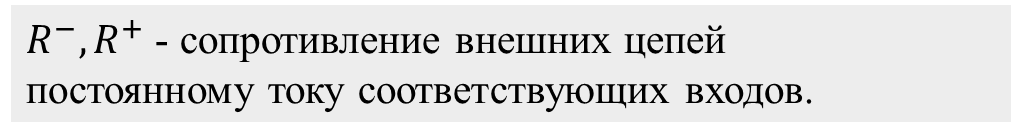 R⁻, R⁺ - сопротивление внешних цепей
постоянному току соответствующих входов.